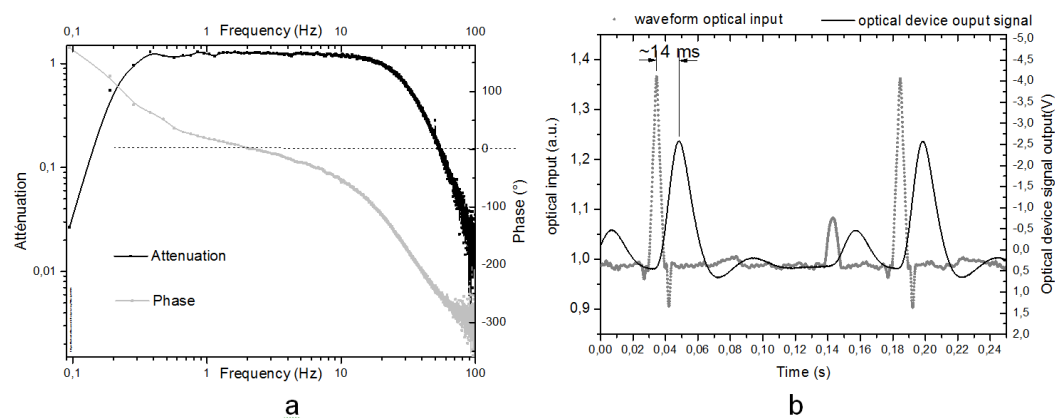 0,1 1 10 100
Frequency (Hz)
1
0,1
0,01
Atténuation
100
0
-100
-200
-300
Phase (°)
Attenuation
Phase
0,1 1 10 100
Frequency (Hz)
a
waveform optical input
optical device ouput signal
~14 ms
1,4
1,3
1,2
1,1
1,0
0,9
optical input (a.u.)
-5,0
-4,5
-4,0
-3,5
-3,0
-2,5
-2,0
-1,5
-1,0
-0,5
0,0
0,5
1,0
1,5
2,0
optical device signal output(V)
0,00 0,02 0,04 0,06 0,08 0,10 0,12 0,14 0,16 0,18 0,20 0,22 0,24
Time (s)
b